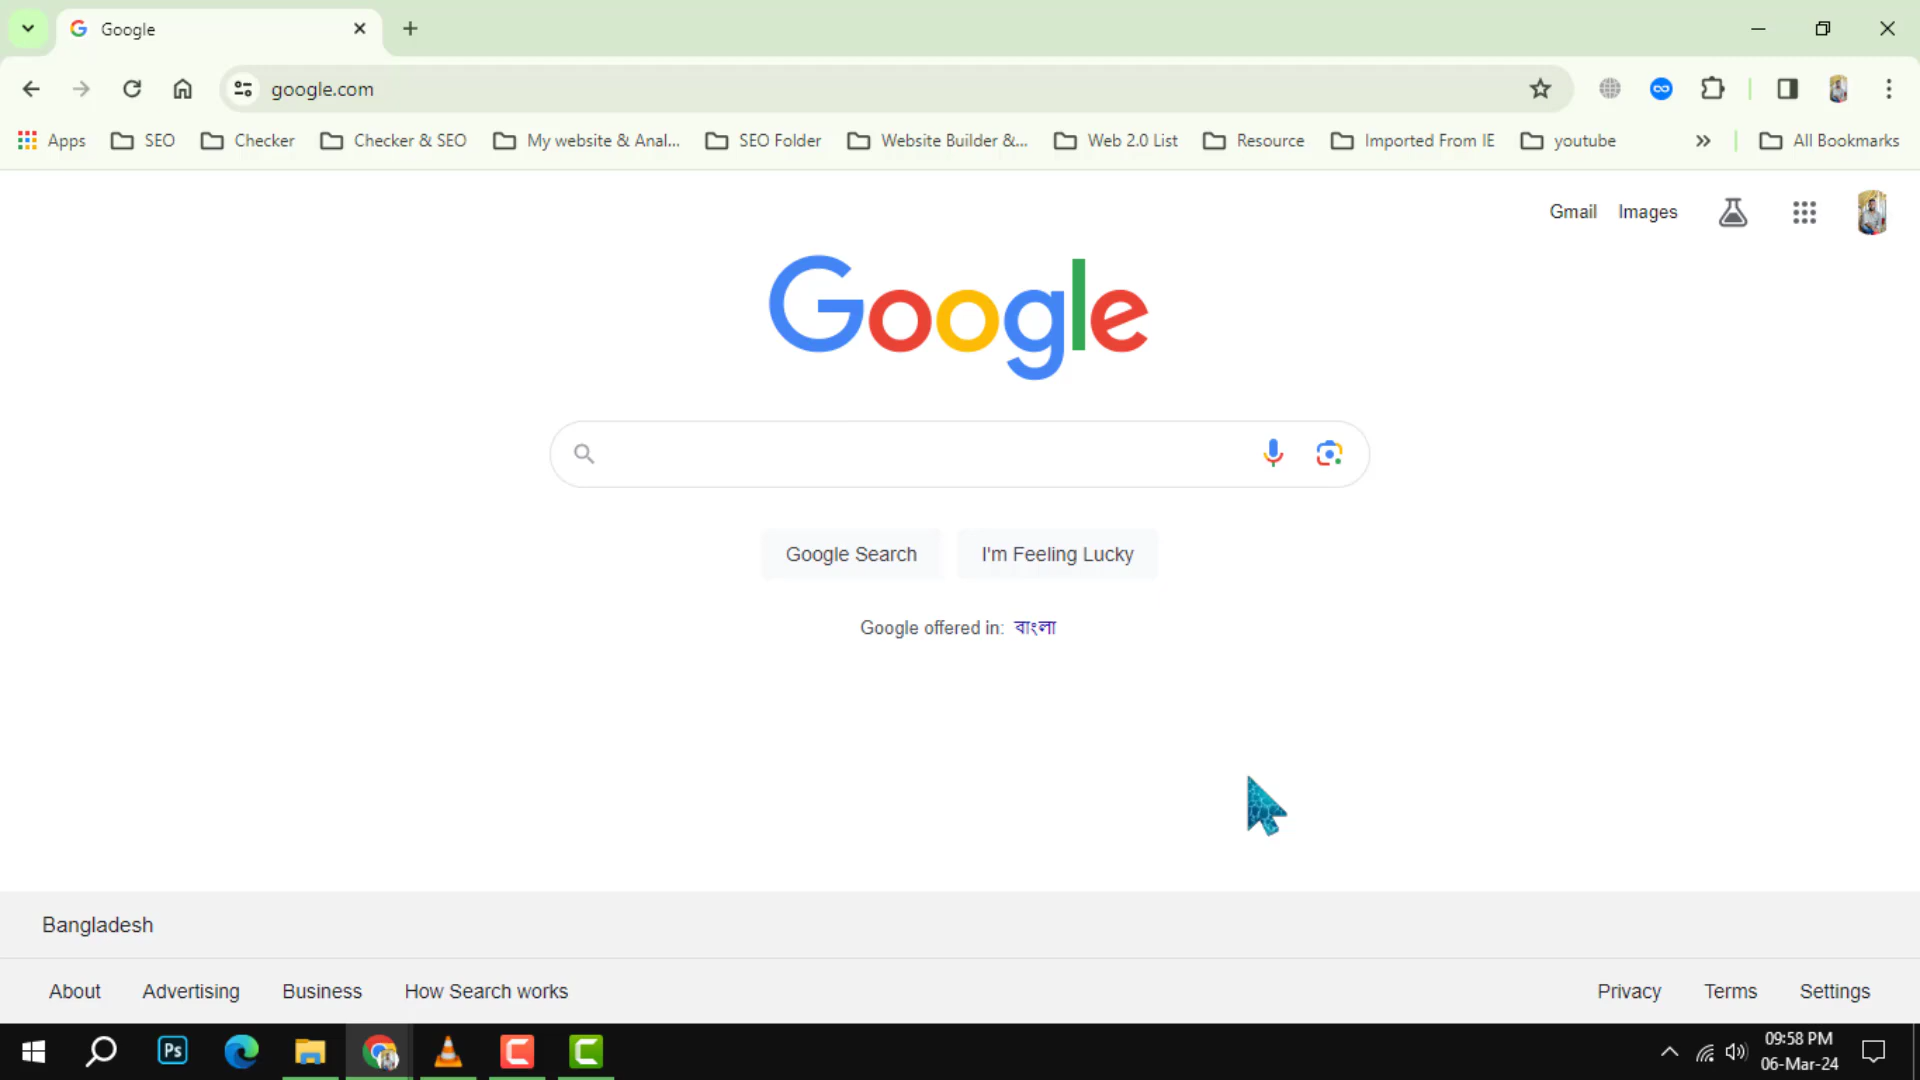 Google
google.com
Apps SEO Checker Checker & SEO My website & Anal... SEO Folder Website Builder &... Web 2.0 List Resource Imported From IE youtube All Bookmarks
Gmail Images
Google
Google Search I'm Feeling Lucky
Google offered in: বাংলা
Bangladesh
About Advertising Business How Search works Privacy Terms Settings
Ps
09:58 PM
06-Mar-24